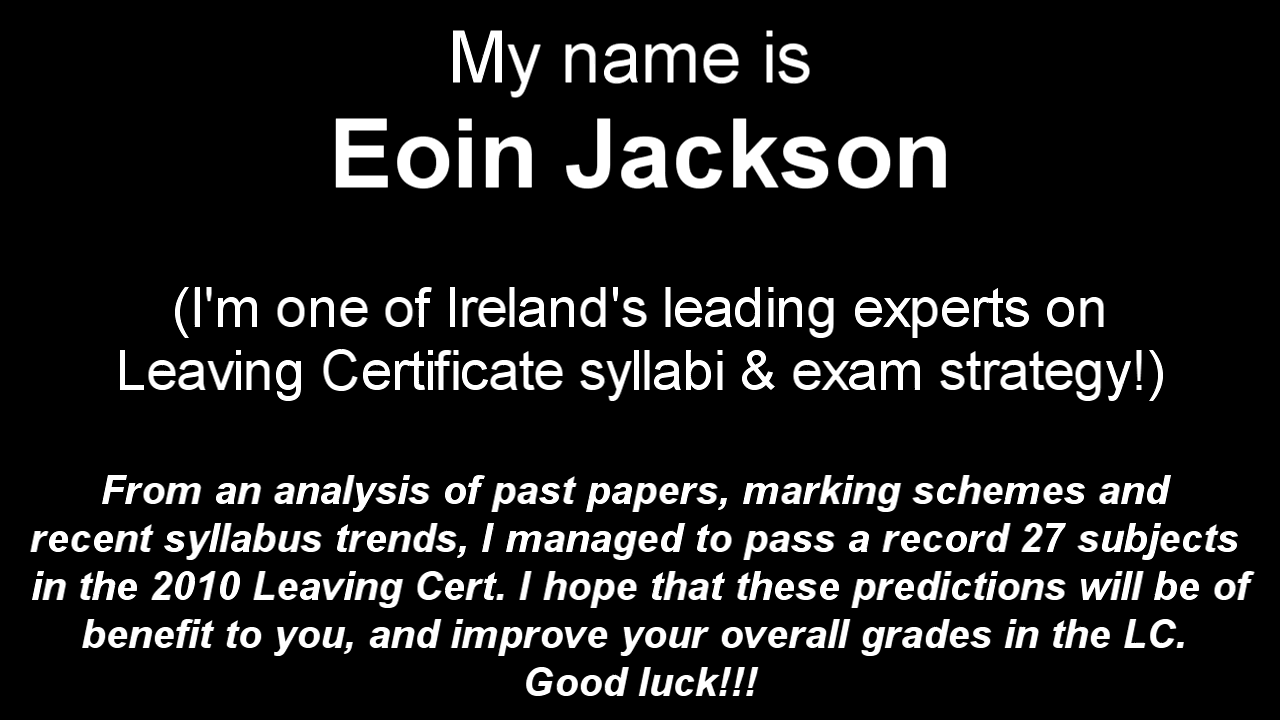 My name is
Eoin Jackson
(I'm one of Ireland's leading experts on
Leaving Certificate syllabi & exam strategy!)
From an analysis of past papers, marking schemes and
recent syllabus trends, I managed to pass a record 27 subjects
in the 2010 Leaving Cert. I hope that these predictions will be of
benefit to you, and improve your overall grades in the LC.
Good luck!!!